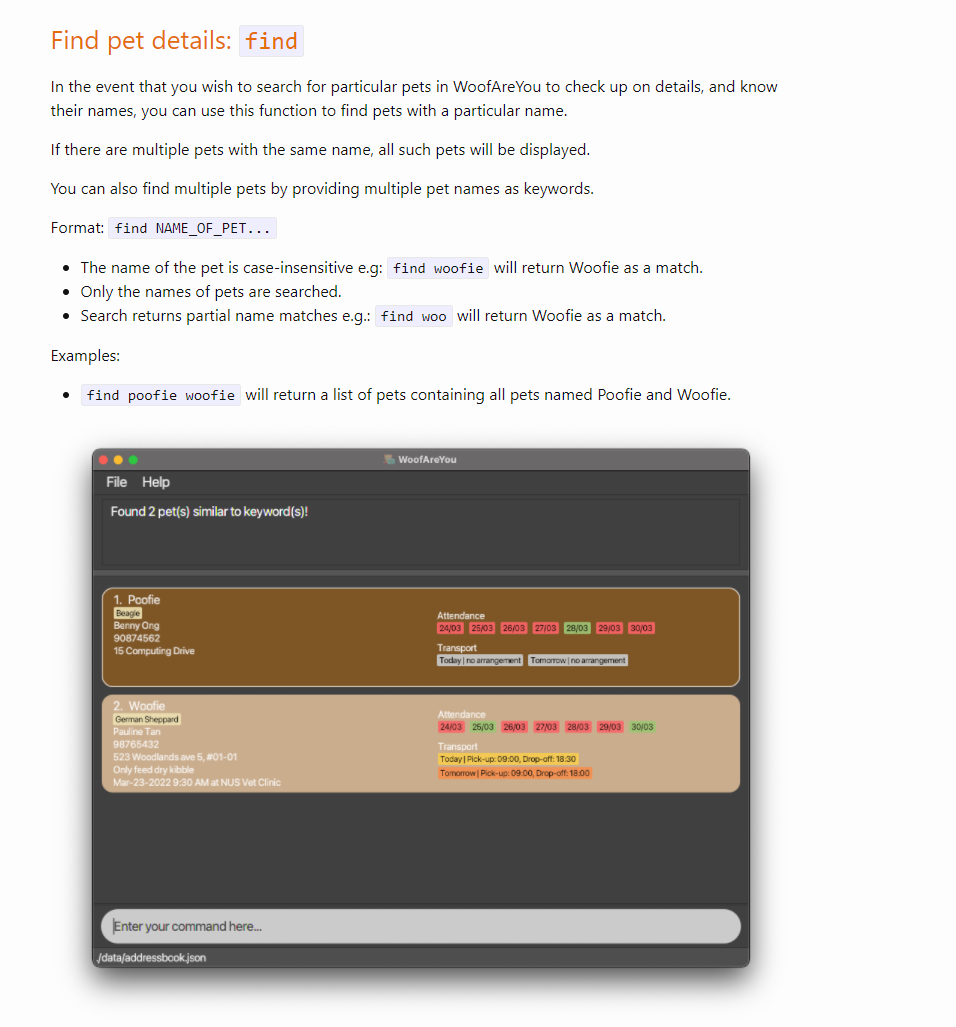 Find pet details: find
In the event that you wish to search for particular pets in WoofAreYou to check up on details, and know
their names, you can use this function to find pets with a particular name.
If there are multiple pets with the same name, all such pets will be displayed.
You can also find multiple pets by providing multiple pet names as keywords.
Format: find NAME_OF_PET...
The name of the pet is case-insensitive e.g: find woofie will return Woofie as a match.
Only the names of pets are searched.
Search returns partial name matches e.g.: find woo will return Woofie as a match.
Examples:
find poofie woofie will return a list of pets containing all pets named Poofie and Woofie.
WoofAreYou
File Help
Found 2 pet(s) similar to keyword(s)!
1. Poofie
Beagle
Benny Ong
90874562
15 Computing Drive
Attendance
24/03 25/03 26/03 27/03 28/03 29/03 30/03
Transport
Today | no arrangement Tomorrow | no arrangement
2. Woofie
German Sheppard
Pauline Tan
98765432
523 Woodlands ave 5, #01-01
Only feed dry kibble
Mar-23-2022 9:30 AM at NUS Vet Clinic
Attendance
24/03 25/03 26/03 27/03 28/03 29/03 30/03
Transport
Today | Pick-up: 09:00, Drop-off: 18:30
Tomorrow | Pick-up: 09:00, Drop-off: 18:00
Enter your command here...
./data/addressbook.json